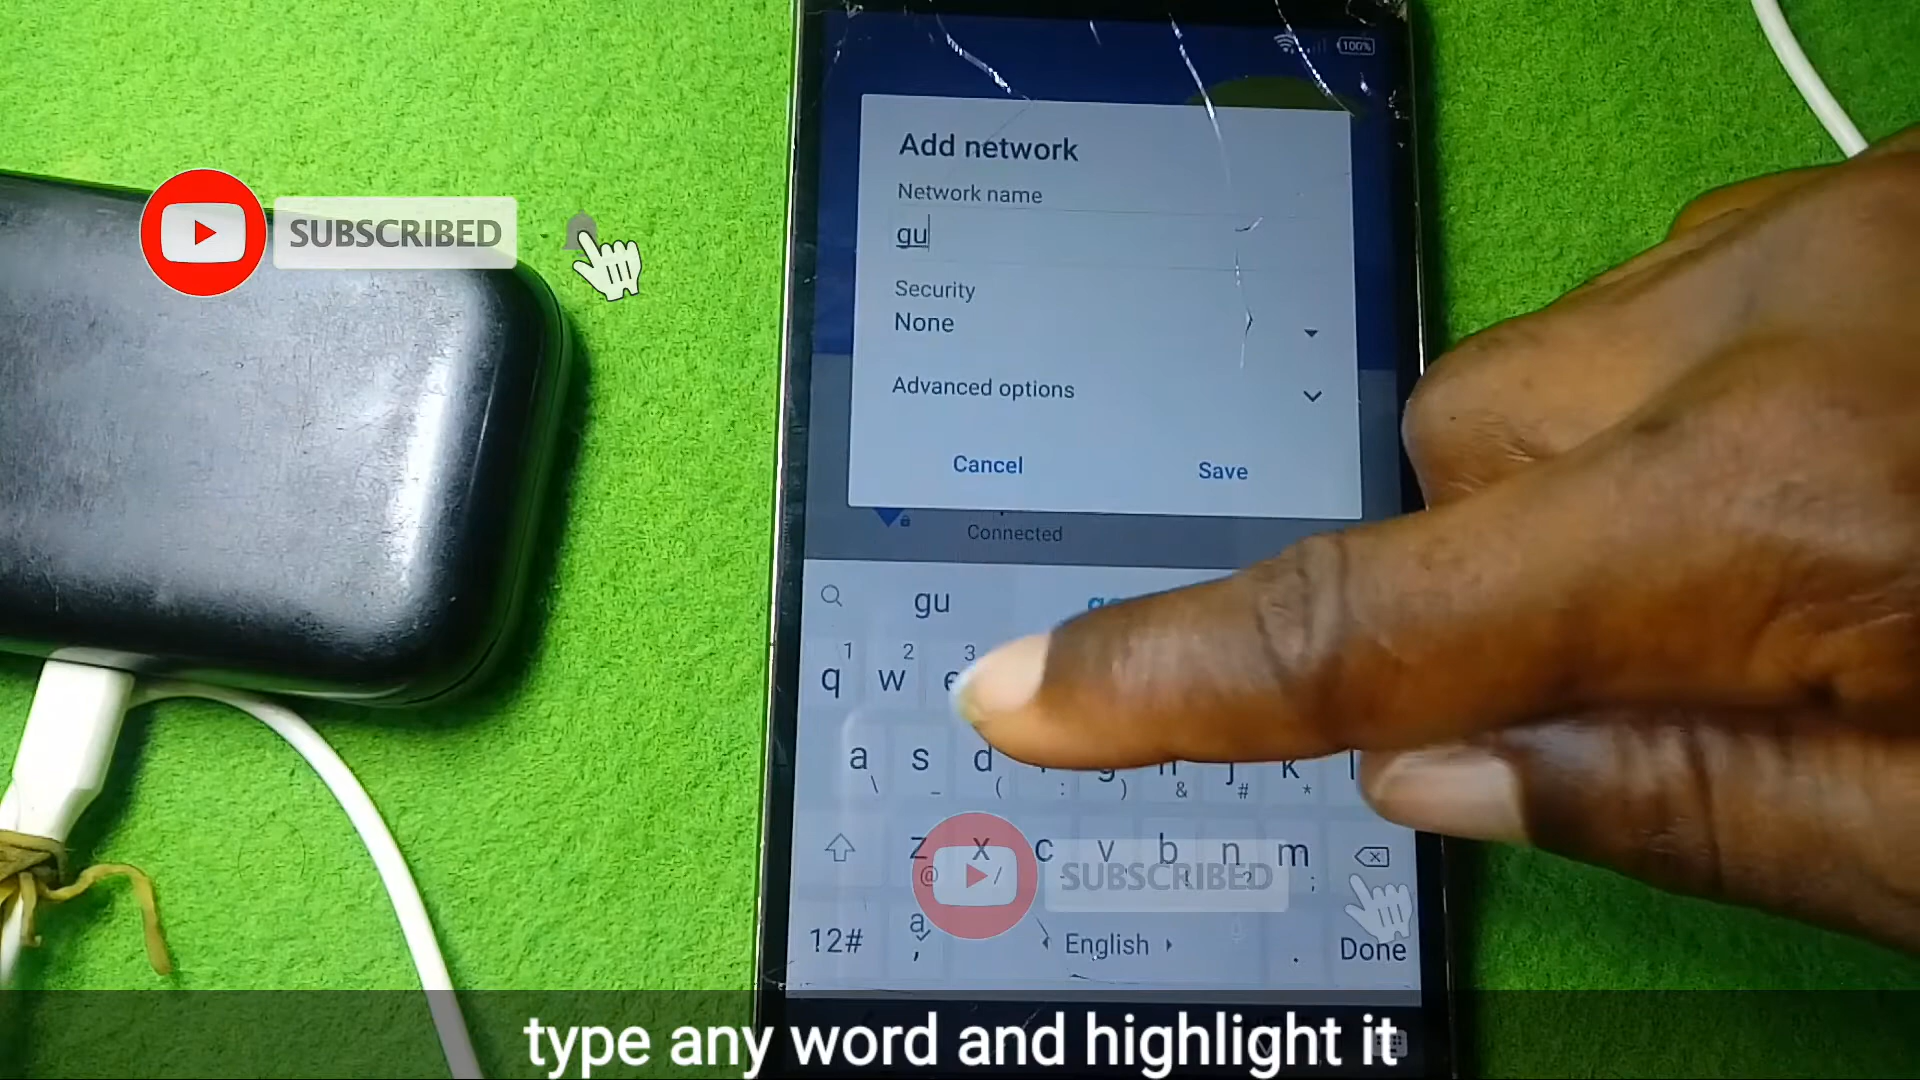 100%
Add network
Network name
gu
SUBSCRIBED
Security
None
Advanced options
Cancel
Save
Connected
gu
1 2 3
q w e
a s d j k l
\ _ ( : ) & # *
z x c v b n m
@ / ;
SUBSCRIBED
12# , English . Done
type any word and highlight it